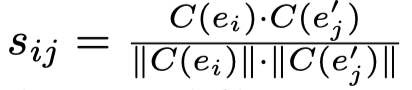 $s_{ij} = \frac{C(e_i) \cdot C(e'_j)}{\|C(e_i)\| \cdot \|C(e'_j)\|}$